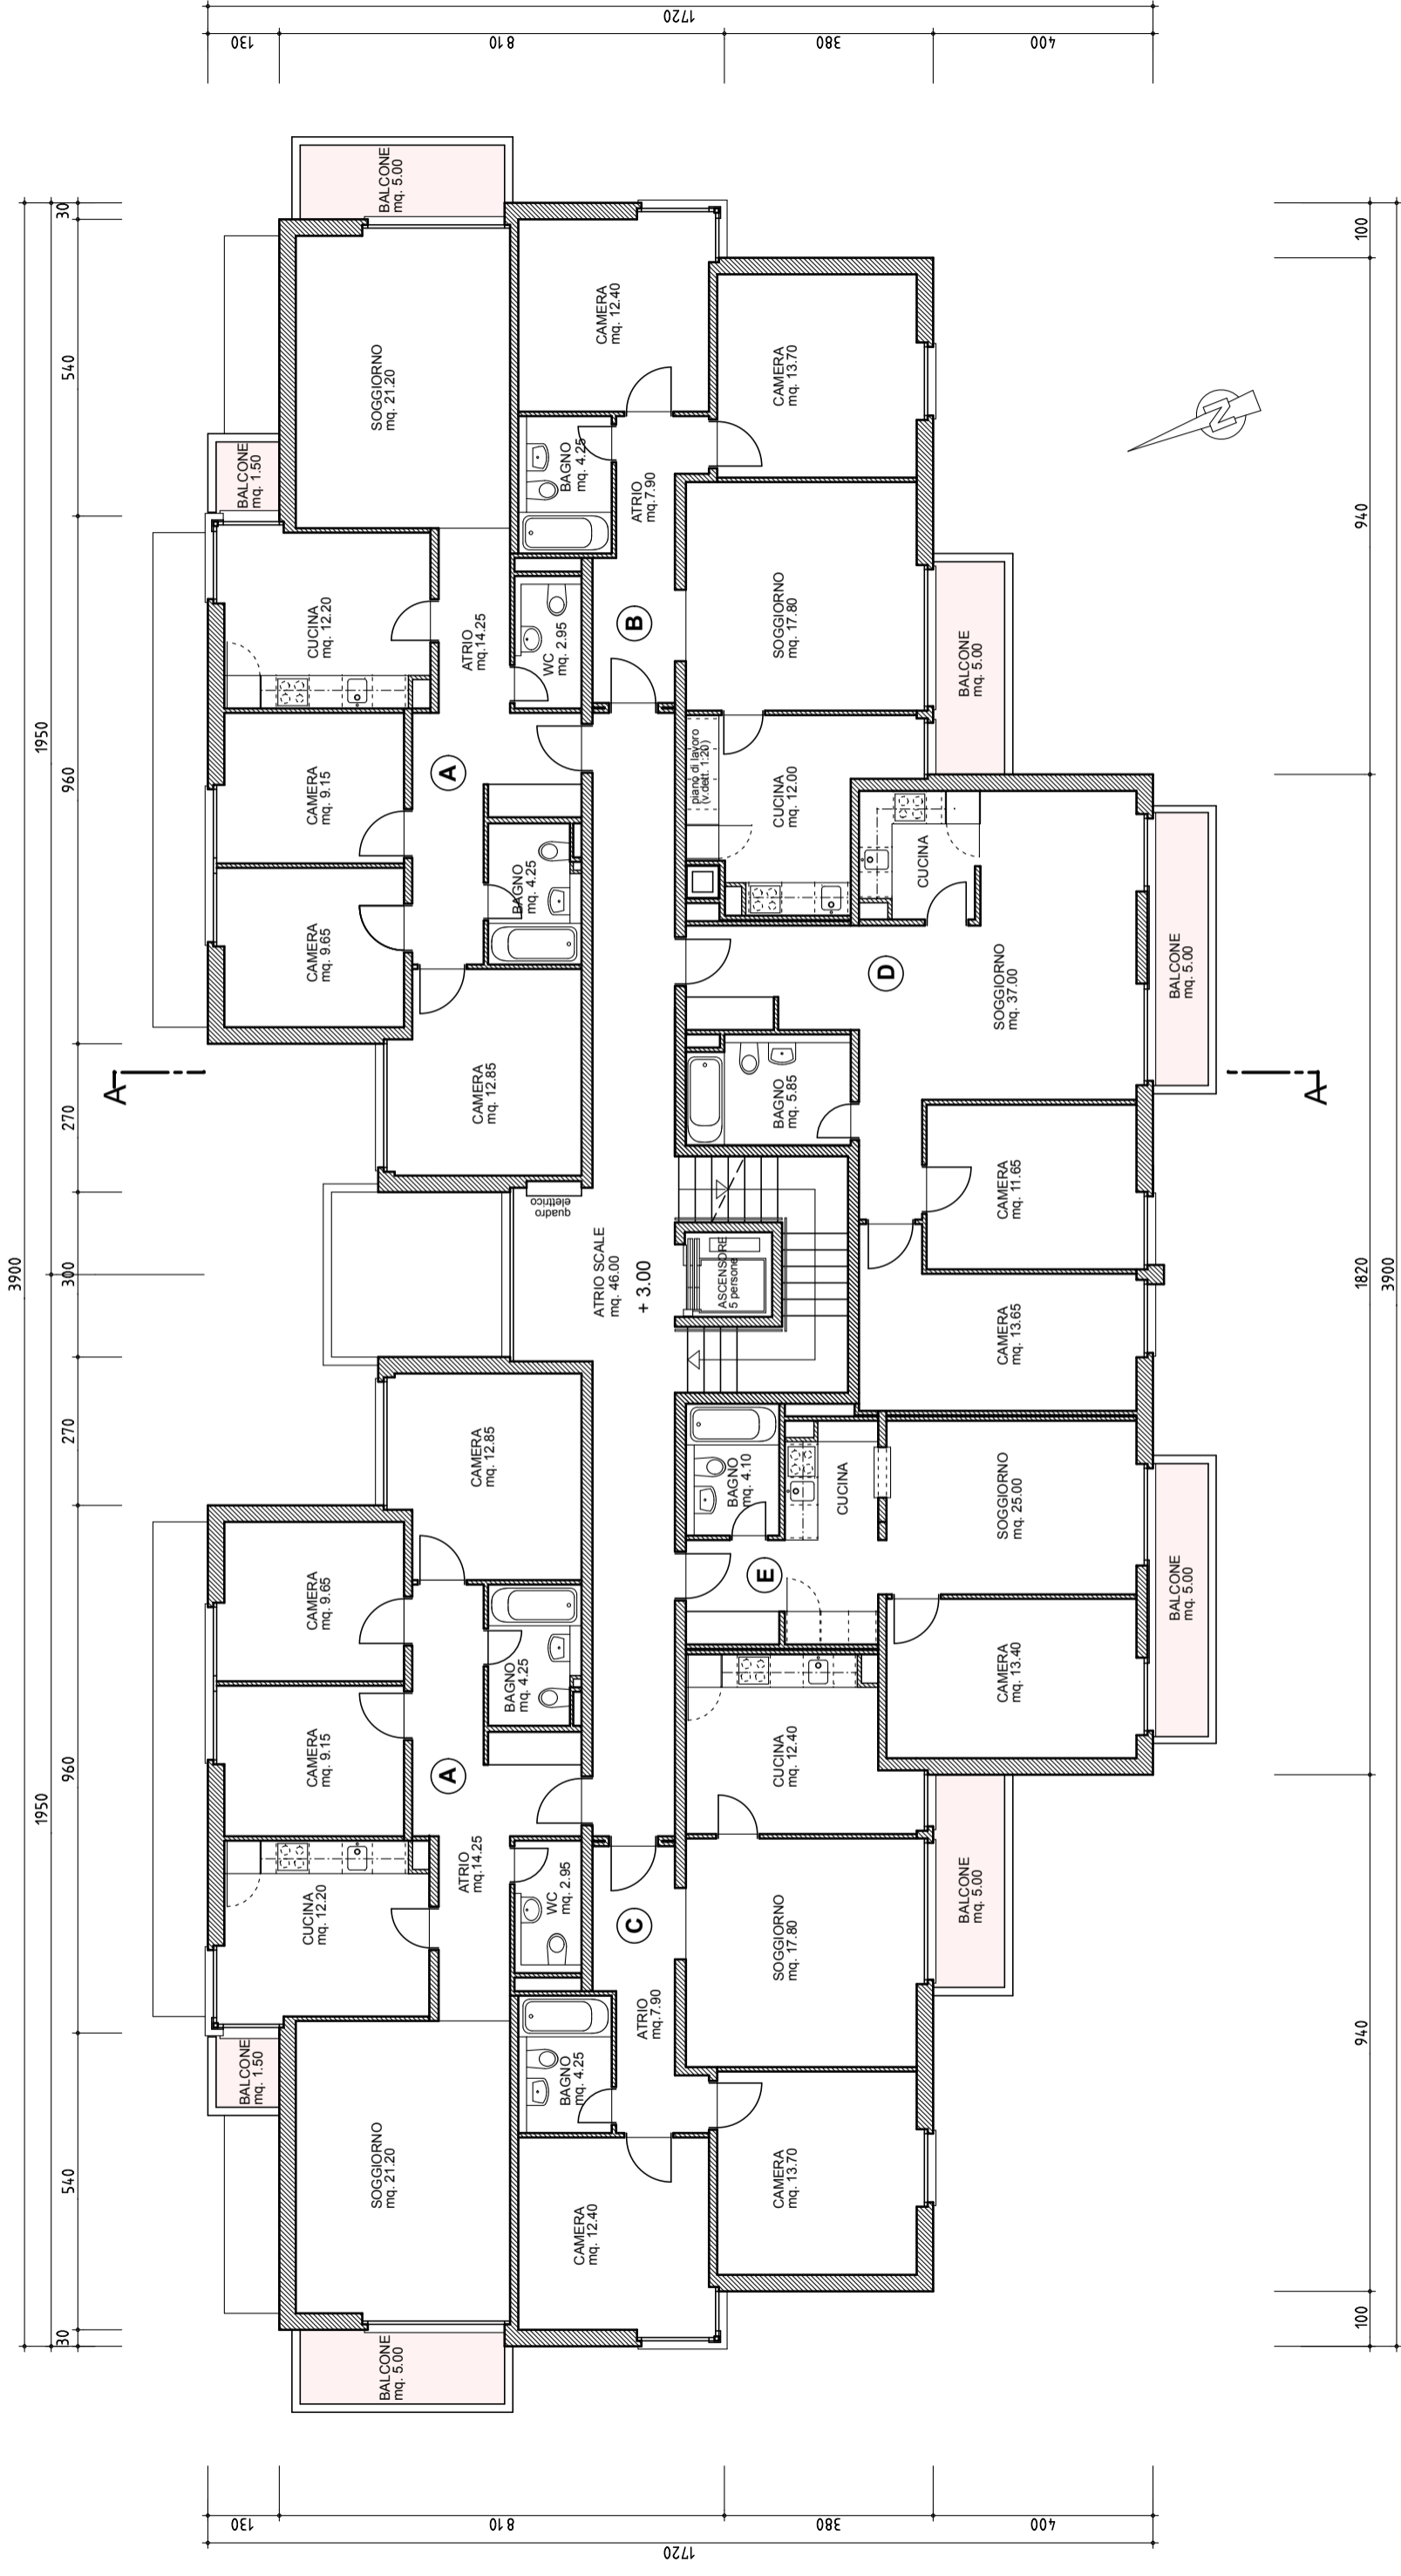 1720
130
810
380
400
3900
1950
30
540
960
270
300
270
960
1950
540
30
BALCONE
mq. 5.00
SOGGIORNO
mq. 21.20
BALCONE
mq. 1.50
CAMERA
mq. 12.40
CAMERA
mq. 13.70
BAGNO
mq. 4.25
ATRIO
mq.7.90
CUCINA
mq. 12.20
ATRIO
mq.14.25
WC
mq. 2.95
B
SOGGIORNO
mq. 17.80
BALCONE
mq. 5.00
CAMERA
mq. 9.15
A
BAGNO
mq. 4.25
CAMERA
mq. 9.65
CAMERA
mq. 12.85
piano di lavoro
(v.dett. 1:20)
CUCINA
mq. 12.00
CUCINA
D
SOGGIORNO
mq. 37.00
BALCONE
mq. 5.00
BAGNO
mq. 5.85
A
A
CAMERA
mq. 11.65
CAMERA
mq. 13.65
quadro
elettrico
ATRIO SCALE
mq. 46.00
+ 3.00
ASCENSORE
5 persone
CAMERA
mq. 12.85
BAGNO
mq. 4.10
CUCINA
SOGGIORNO
mq. 25.00
E
BALCONE
mq. 5.00
CAMERA
mq. 13.40
CAMERA
mq. 9.65
BAGNO
mq. 4.25
CAMERA
mq. 9.15
A
CUCINA
mq. 12.40
CUCINA
mq. 12.20
ATRIO
mq.14.25
WC
mq. 2.95
C
SOGGIORNO
mq. 17.80
BALCONE
mq. 5.00
ATRIO
mq.7.90
BALCONE
mq. 1.50
BAGNO
mq. 4.25
SOGGIORNO
mq. 21.20
CAMERA
mq. 12.40
CAMERA
mq. 13.70
BALCONE
mq. 5.00
N
100
940
1820
3900
940
100
130
810
380
400
1720